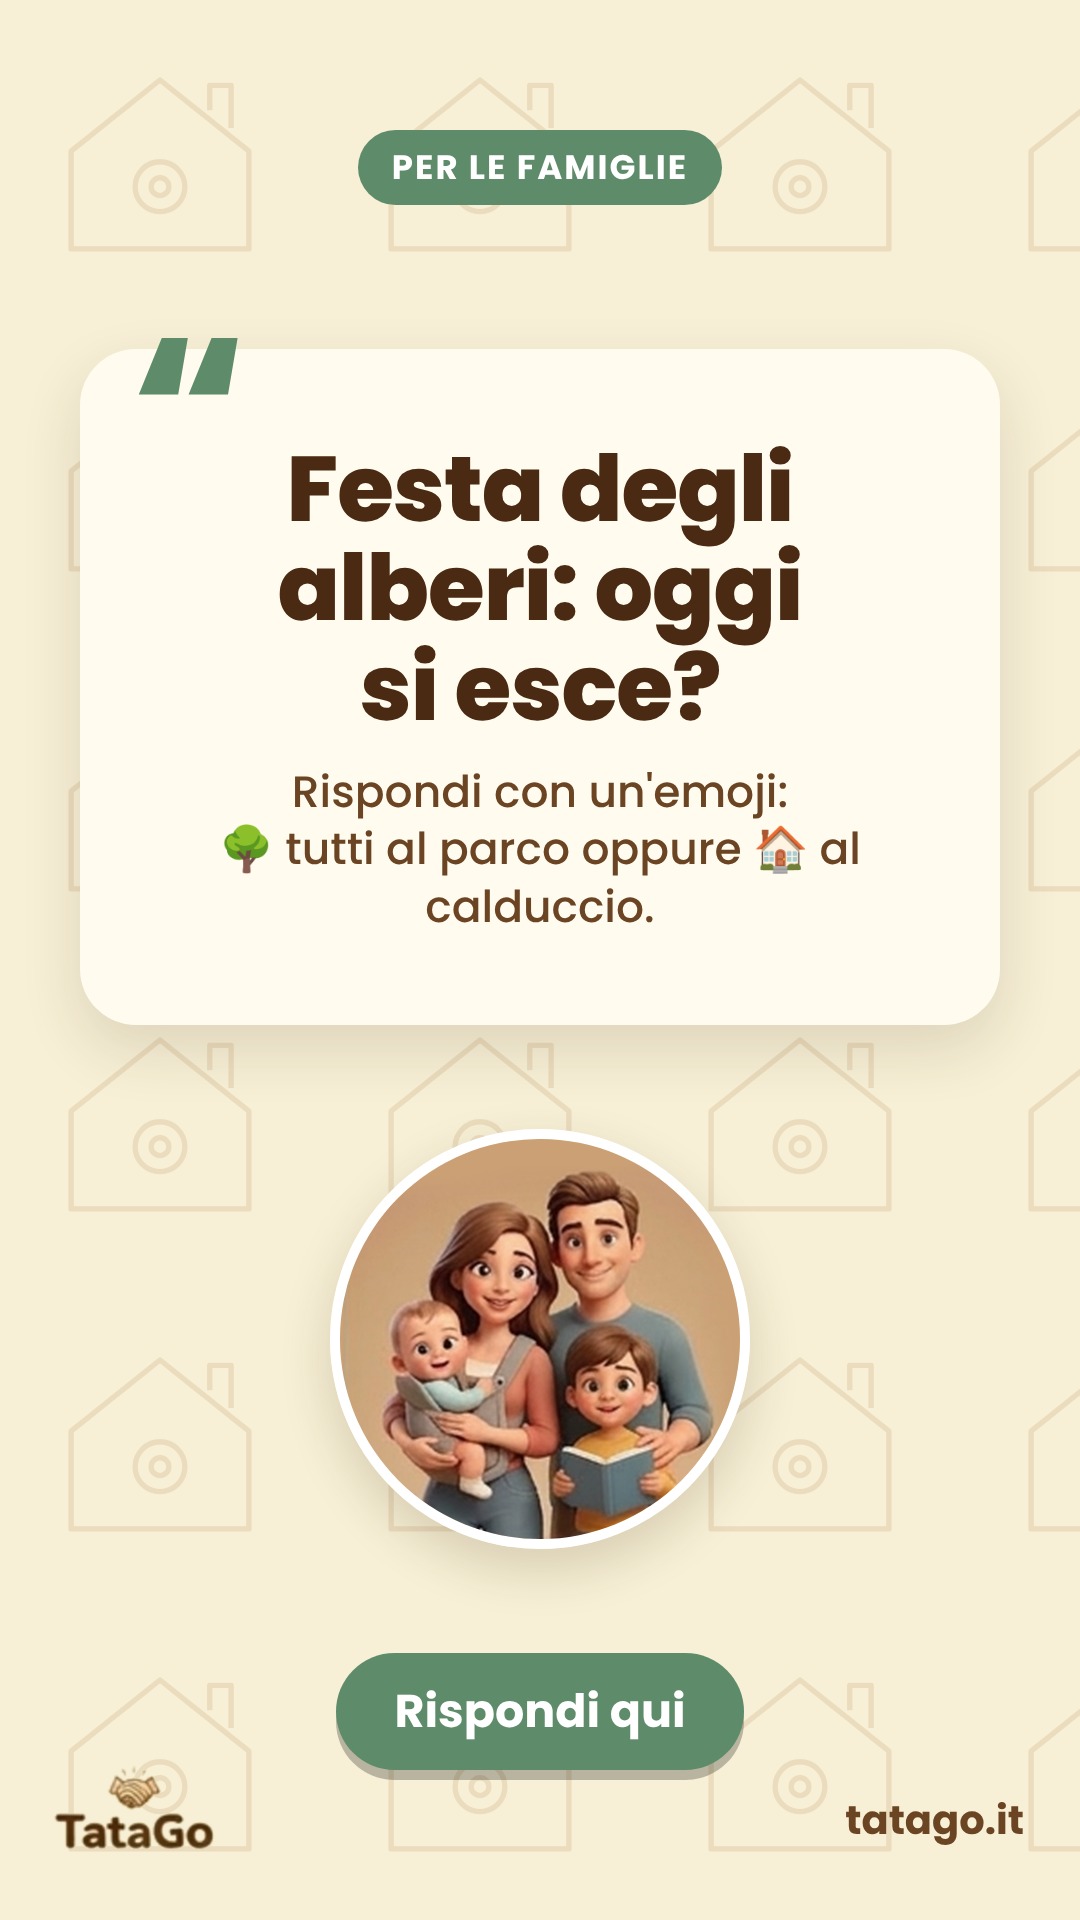 PER LE FAMIGLIE
“
Festa degli
alberi: oggi
si esce?
Rispondi con un'emoji:
🌳 tutti al parco oppure 🏠 al
calduccio.
Rispondi qui
TataGo
tatago.it